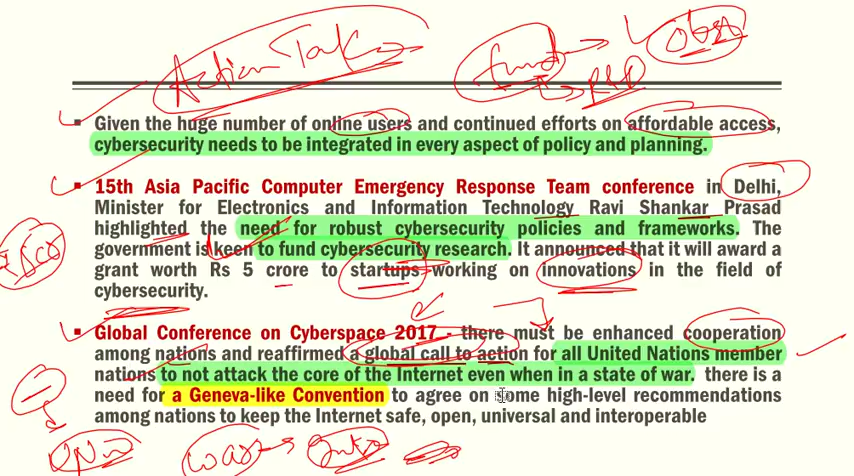 Action Taken
fund
▪ Given the huge number of online users and continued efforts on affordable access,
cybersecurity needs to be integrated in every aspect of policy and planning.
▪ 15th Asia Pacific Computer Emergency Response Team conference in Delhi,
Minister for Electronics and Information Technology Ravi Shankar Prasad
highlighted the need for robust cybersecurity policies and frameworks. The
government is keen to fund cybersecurity research. It announced that it will award a
grant worth Rs 5 crore to startups working on innovations in the field of
cybersecurity.
▪ Global Conference on Cyberspace 2017 - there must be enhanced cooperation
among nations and reaffirmed a global call to action for all United Nations member
nations to not attack the core of the Internet even when in a state of war. there is a
need for a Geneva-like Convention to agree on some high-level recommendations
among nations to keep the Internet safe, open, universal and interoperable
war